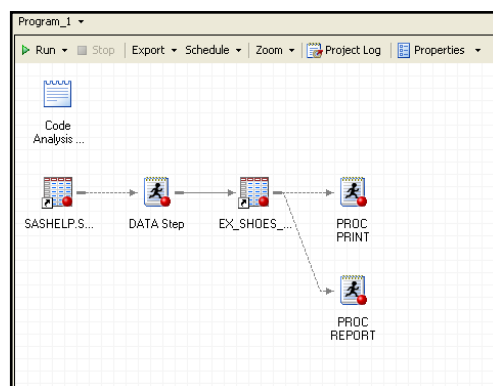 Program_1
Run Stop Export Schedule Zoom Project Log Properties
Code
Analysis ...
SASHELP.S... DATA Step EX_SHOES_... PROC
PRINT
PROC
REPORT